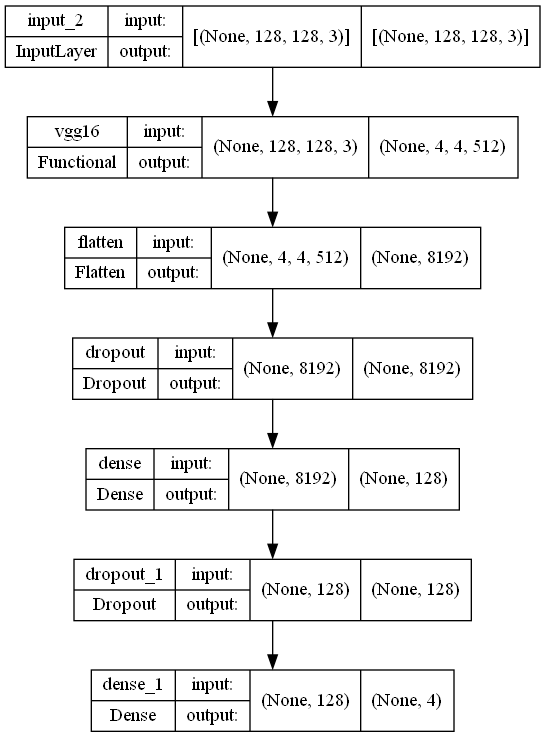 input_2 input: [(None, 128, 128, 3)] [(None, 128, 128, 3)]
InputLayer output:
vgg16 input: (None, 128, 128, 3) (None, 4, 4, 512)
Functional output:
flatten input: (None, 4, 4, 512) (None, 8192)
Flatten output:
dropout input: (None, 8192) (None, 8192)
Dropout output:
dense input: (None, 8192) (None, 128)
Dense output:
dropout_1 input: (None, 128) (None, 128)
Dropout output:
dense_1 input: (None, 128) (None, 4)
Dense output: